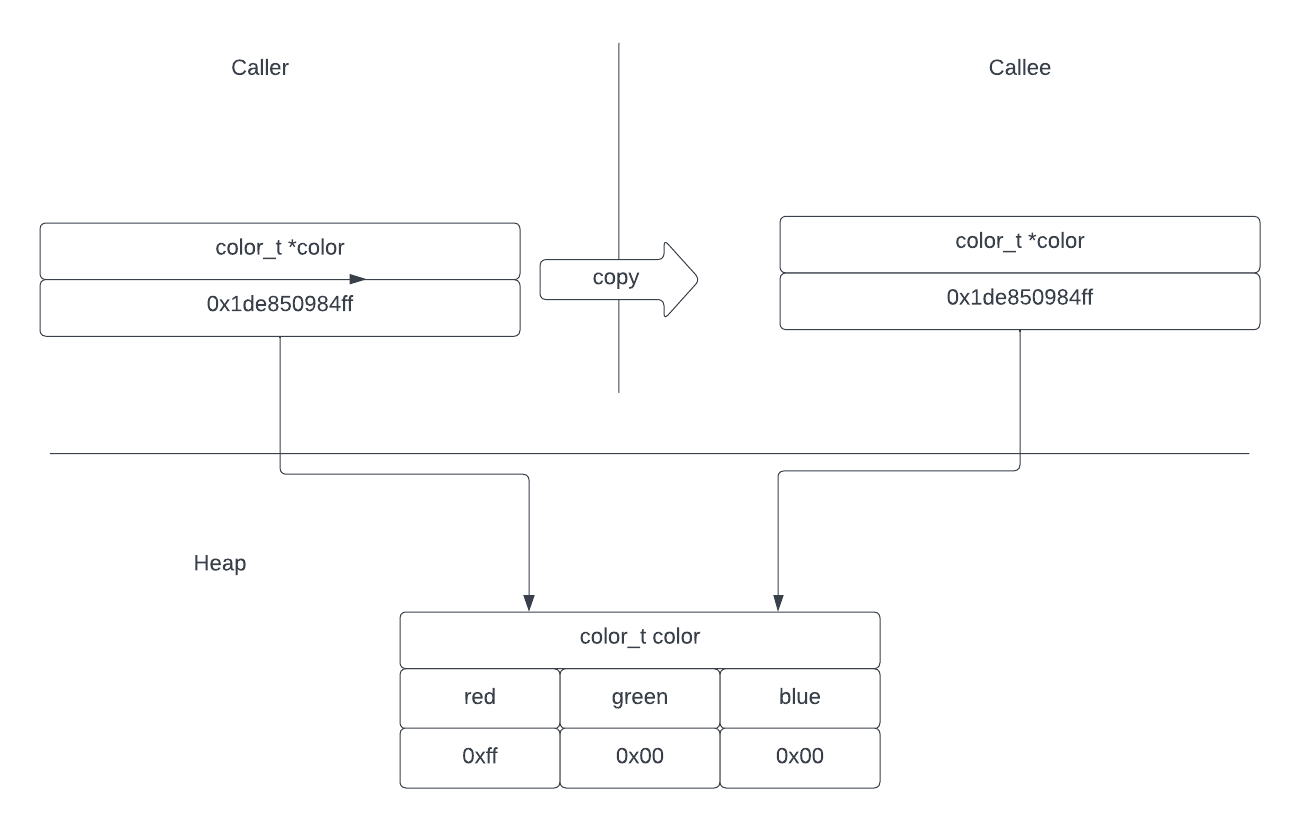 Caller
Callee
color_t *color
0x1de850984ff
copy
color_t *color
0x1de850984ff
Heap
color_t color
red green blue
0xff 0x00 0x00